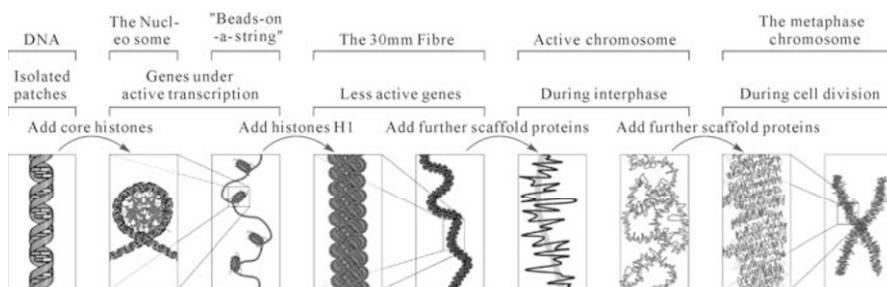 DNA
The Nucl-
eo some
"Beads-on
-a-string"
The 30mm Fibre
Active chromosome
The metaphase
chromosome
Isolated
patches
Genes under
active transcription
Less active genes
During interphase
During cell division
Add core histones
Add histones H1
Add further scaffold proteins
Add further scaffold proteins